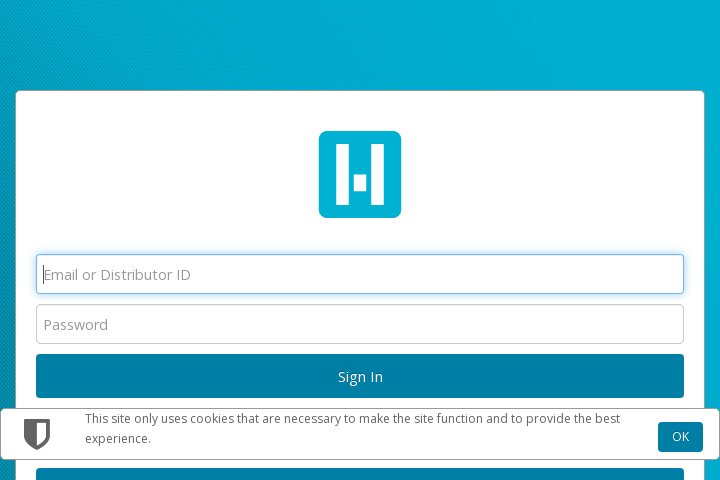 Email or Distributor ID
Password
Sign In
This site only uses cookies that are necessary to make the site function and to provide the best
experience.
OK